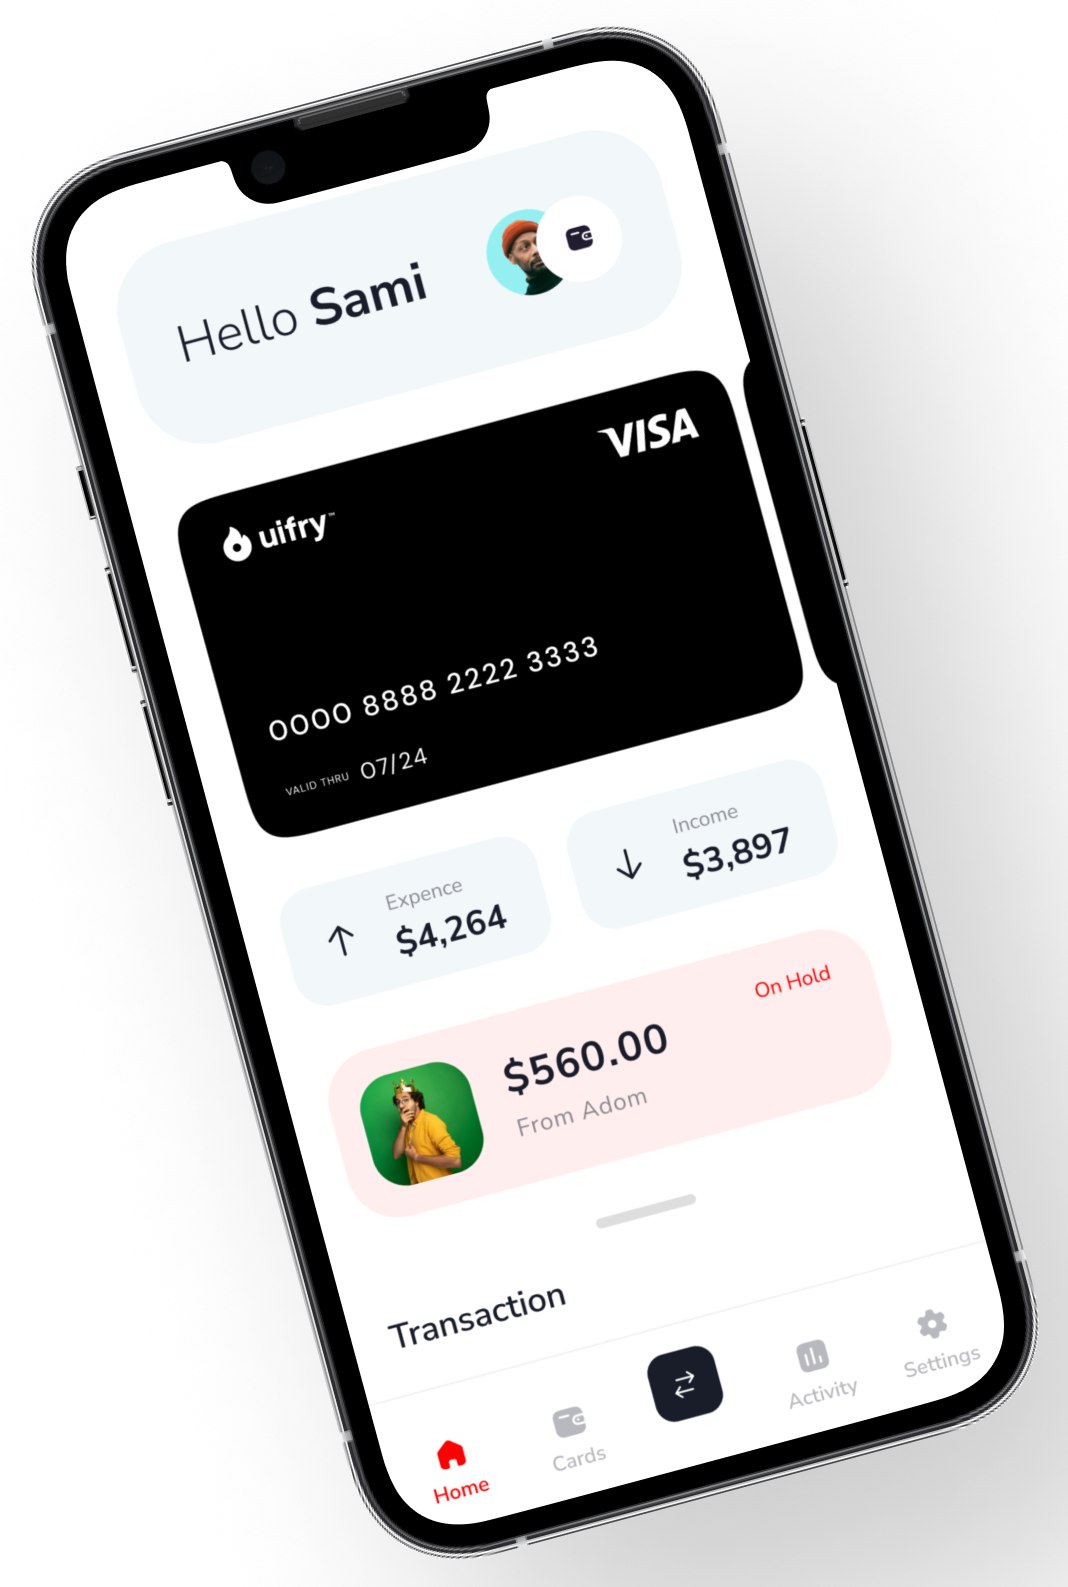 Hello Sami
VISA
uifry™
0000 8888 2222 3333
VALID THRU 07/24
Expence
$4,264
Income
$3,897
On Hold
$560.00
From Adom
Transaction
Home
Cards
Activity
Settings